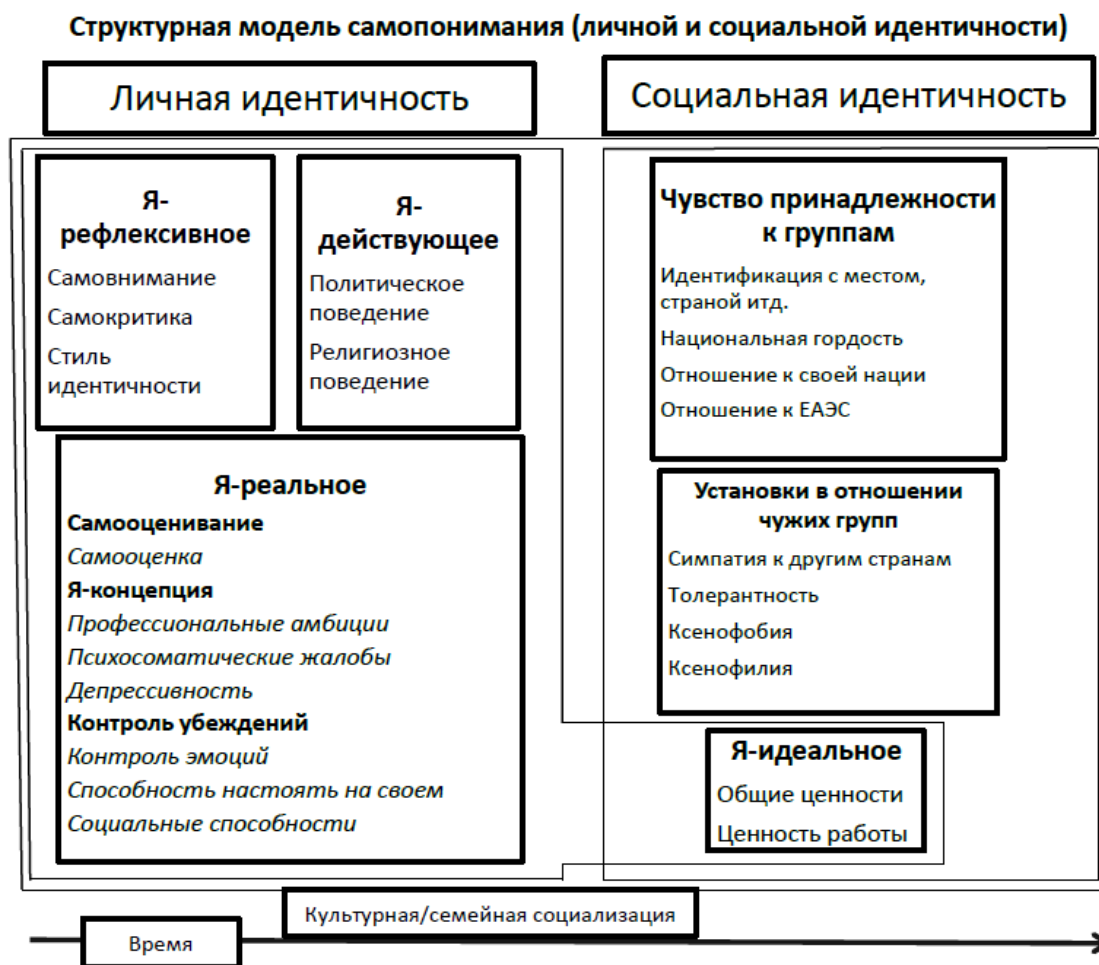 Структурная модель самопонимания (личной и социальной идентичности)
Личная идентичность
Социальная идентичность
Я-
рефлексивное
Самовнимание
Самокритика
Стиль
идентичности
Я-
действующее
Политическое
поведение
Религиозное
поведение
Я-реальное
Самооценивание
Самооценка
Я-концепция
Профессиональные амбиции
Психосоматические жалобы
Депрессивность
Контроль убеждений
Контроль эмоций
Способность настоять на своем
Социальные способности
Чувство принадлежности
к группам
Идентификация с местом,
страной итд.
Национальная гордость
Отношение к своей нации
Отношение к ЕАЭС
Установки в отношении
чужих групп
Симпатия к другим странам
Толерантность
Ксенофобия
Ксенофилия
Я-идеальное
Общие ценности
Ценность работы
Культурная/семейная социализация
Время